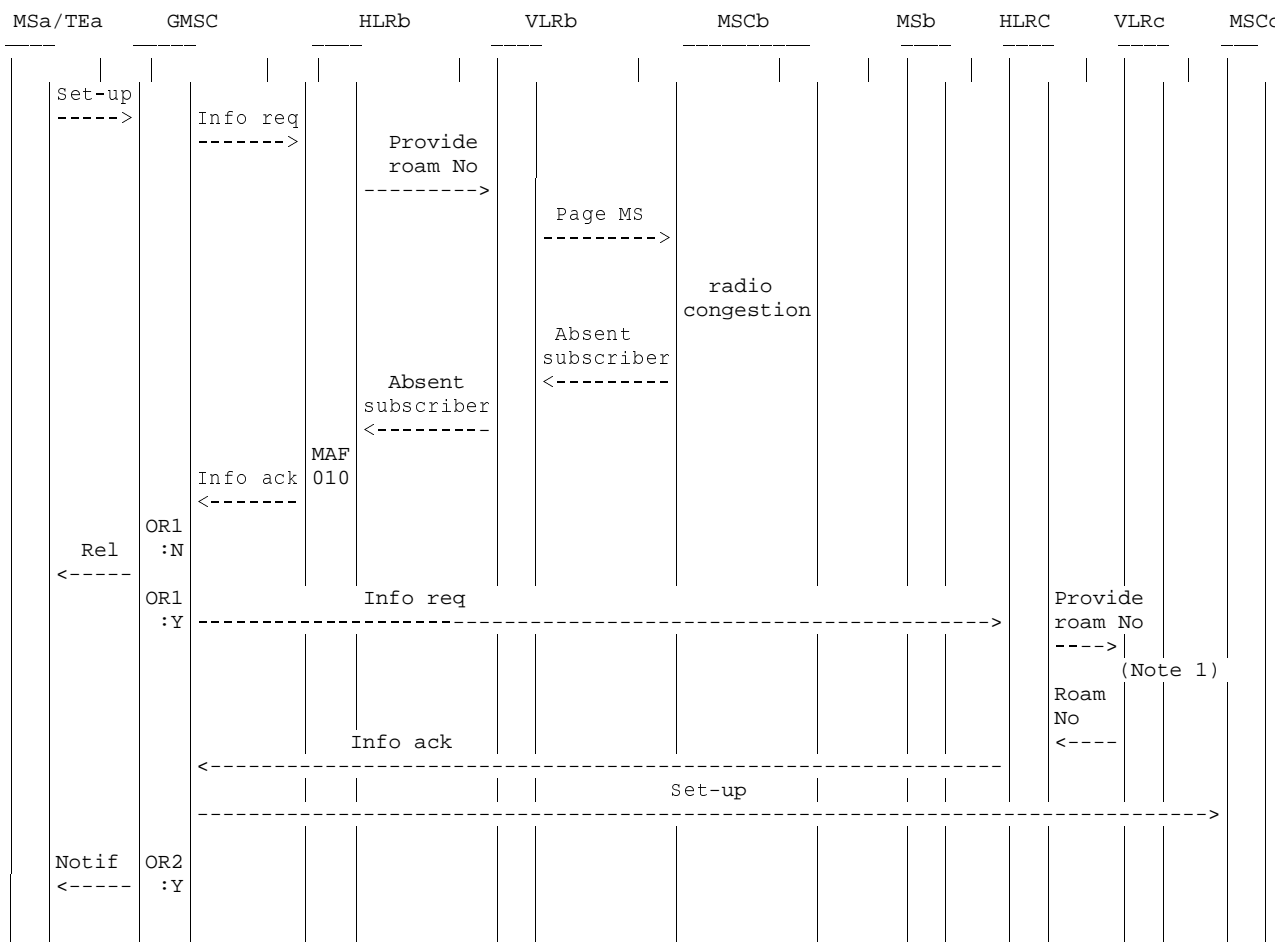 MSa/TEa GMSC HLRb VLRb MSCb MSb HLRC VLRc MSCc
Set-up
Info req
Provide
roam No
Page MS
radio
congestion
Absent
subscriber
Absent
subscriber
MAF
Info ack 010
OR1
Rel :N
OR1 Info req Provide
:Y roam No
(Note 1)
Roam
No
Info ack
Set-up
Notif OR2
:Y